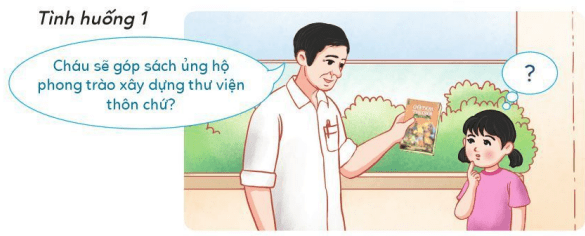 Tình huống 1
Cháu sẽ góp sách ủng hộ
phong trào xây dựng thư viện
thôn chứ?
?